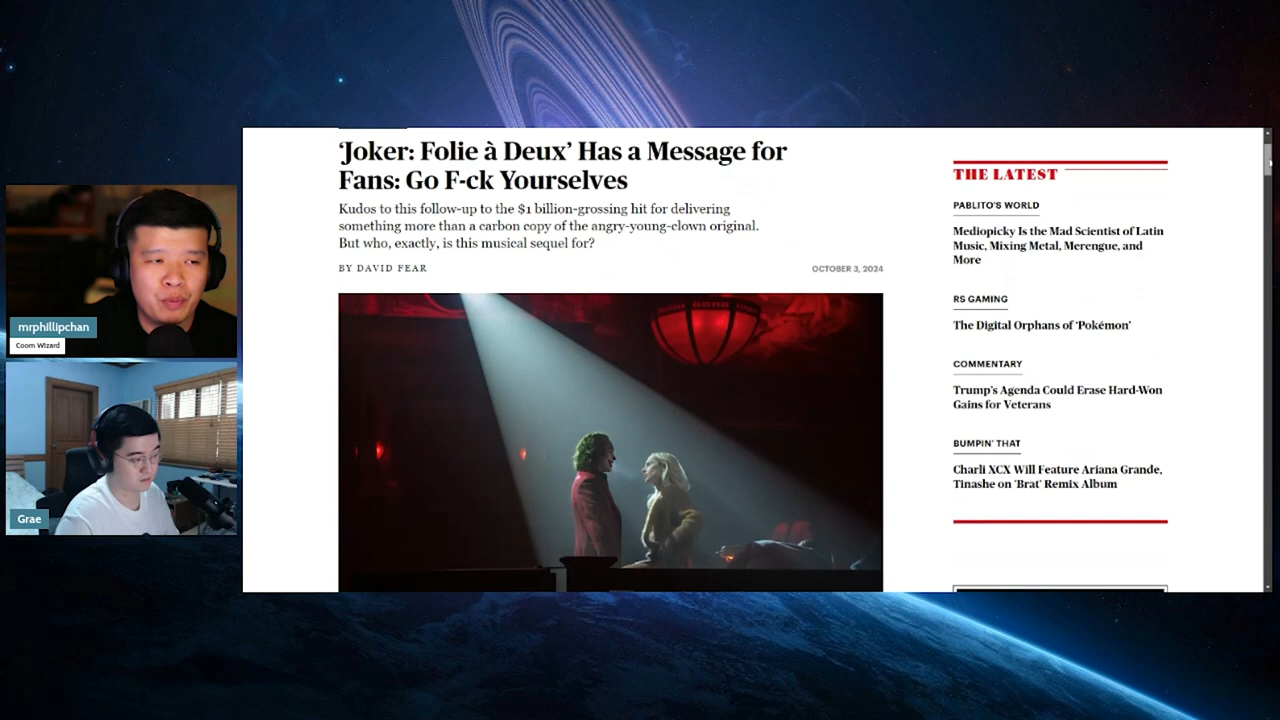 ‘Joker: Folie à Deux’ Has a Message for
Fans: Go F-ck Yourselves
Kudos to this follow-up to the $1 billion-grossing hit for delivering
something more than a carbon copy of the angry-young-clown original.
But who, exactly, is this musical sequel for?
BY DAVID FEAR
OCTOBER 3, 2024
THE LATEST
PABLITO'S WORLD
Mediopicky Is the Mad Scientist of Latin
Music, Mixing Metal, Merengue, and
More
RS GAMING
The Digital Orphans of ‘Pokémon’
COMMENTARY
Trump’s Agenda Could Erase Hard-Won
Gains for Veterans
BUMPIN' THAT
Charli XCX Will Feature Ariana Grande,
Tinashe on ‘Brat’ Remix Album
mrphillipchan
Coom Wizard
Grae